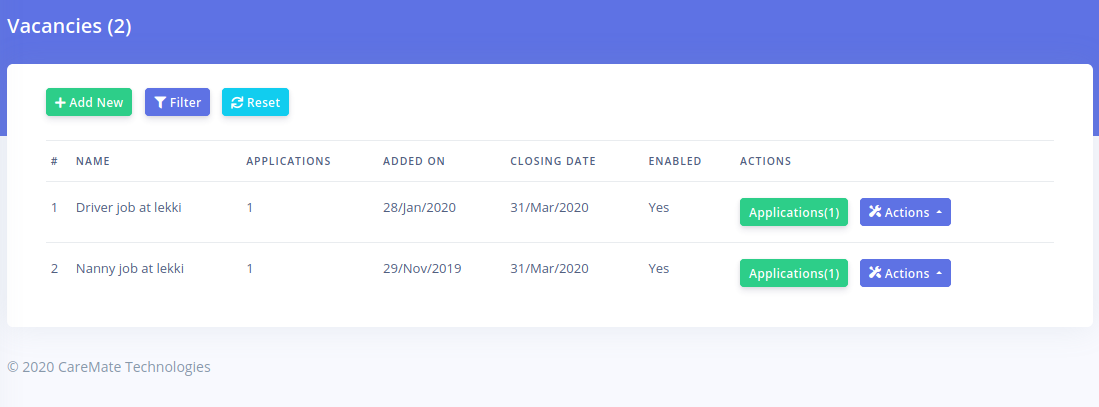 Vacancies (2)
Add New Filter Reset
# NAME APPLICATIONS ADDED ON CLOSING DATE ENABLED ACTIONS
1 Driver job at lekki 1 28/Jan/2020 31/Mar/2020 Yes Applications(1) Actions
2 Nanny job at lekki 1 29/Nov/2019 31/Mar/2020 Yes Applications(1) Actions
© 2020 CareMate Technologies